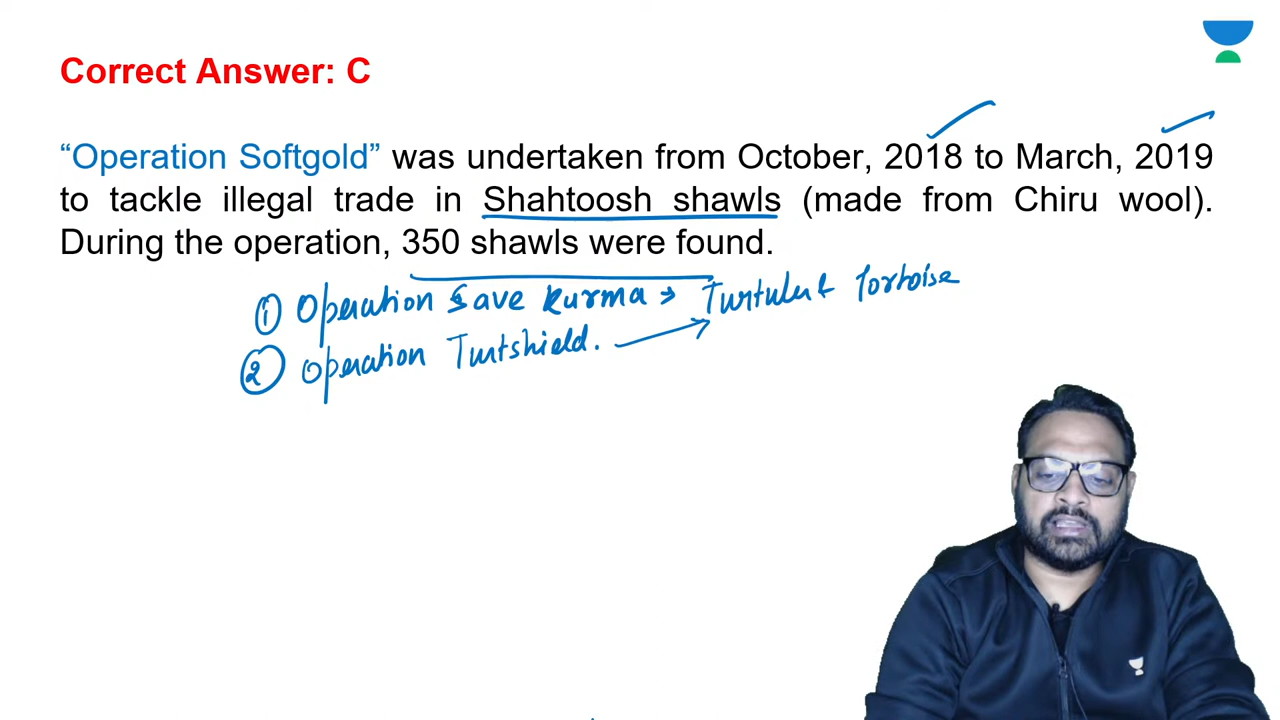 Correct Answer: C
“Operation Softgold” was undertaken from October, 2018 to March, 2019
to tackle illegal trade in Shahtoosh shawls (made from Chiru wool).
During the operation, 350 shawls were found.
① Operation Save Kurma → Turtule & Tortoise
② Operation Turtshield. →